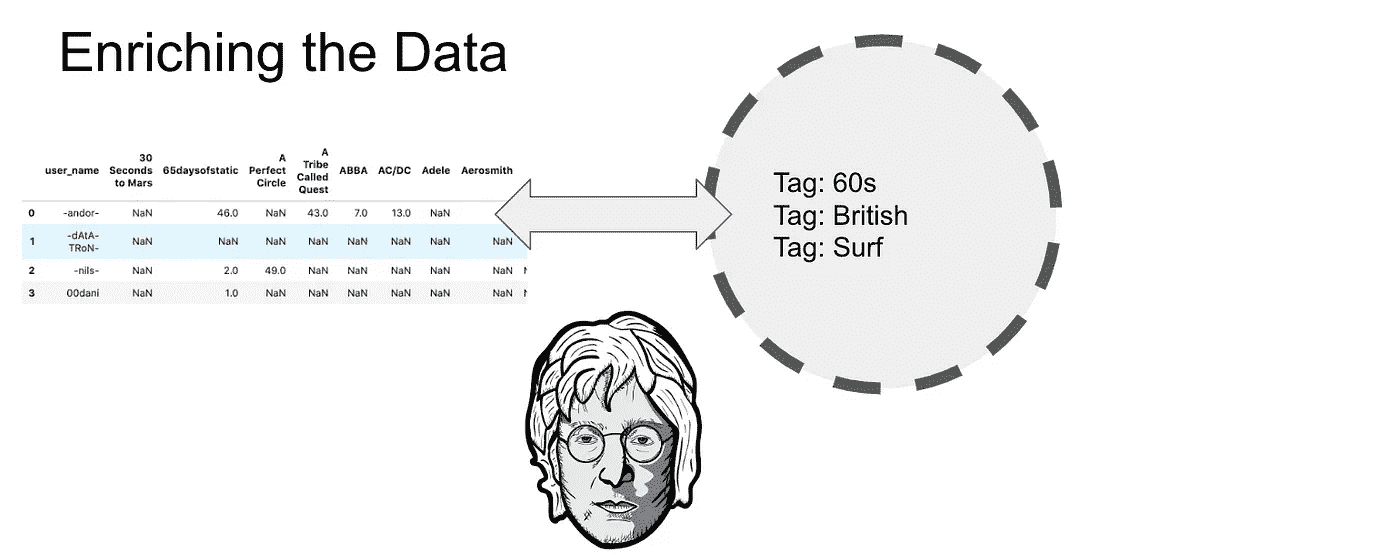 Enriching the Data
30
Seconds
to Mars
A
Perfect
Circle
A
Tribe
Called
Quest
user_name 65daysofstatic ABBA AC/DC Adele Aerosmith
0 -andor- NaN 46.0 NaN 43.0 7.0 13.0 NaN
1 -dAtA-
TRoN- NaN NaN NaN NaN NaN NaN NaN NaN
2 -nils- NaN 2.0 49.0 NaN NaN NaN NaN NaN
3 00dani NaN 1.0 NaN NaN NaN NaN NaN NaN
Tag: 60s
Tag: British
Tag: Surf